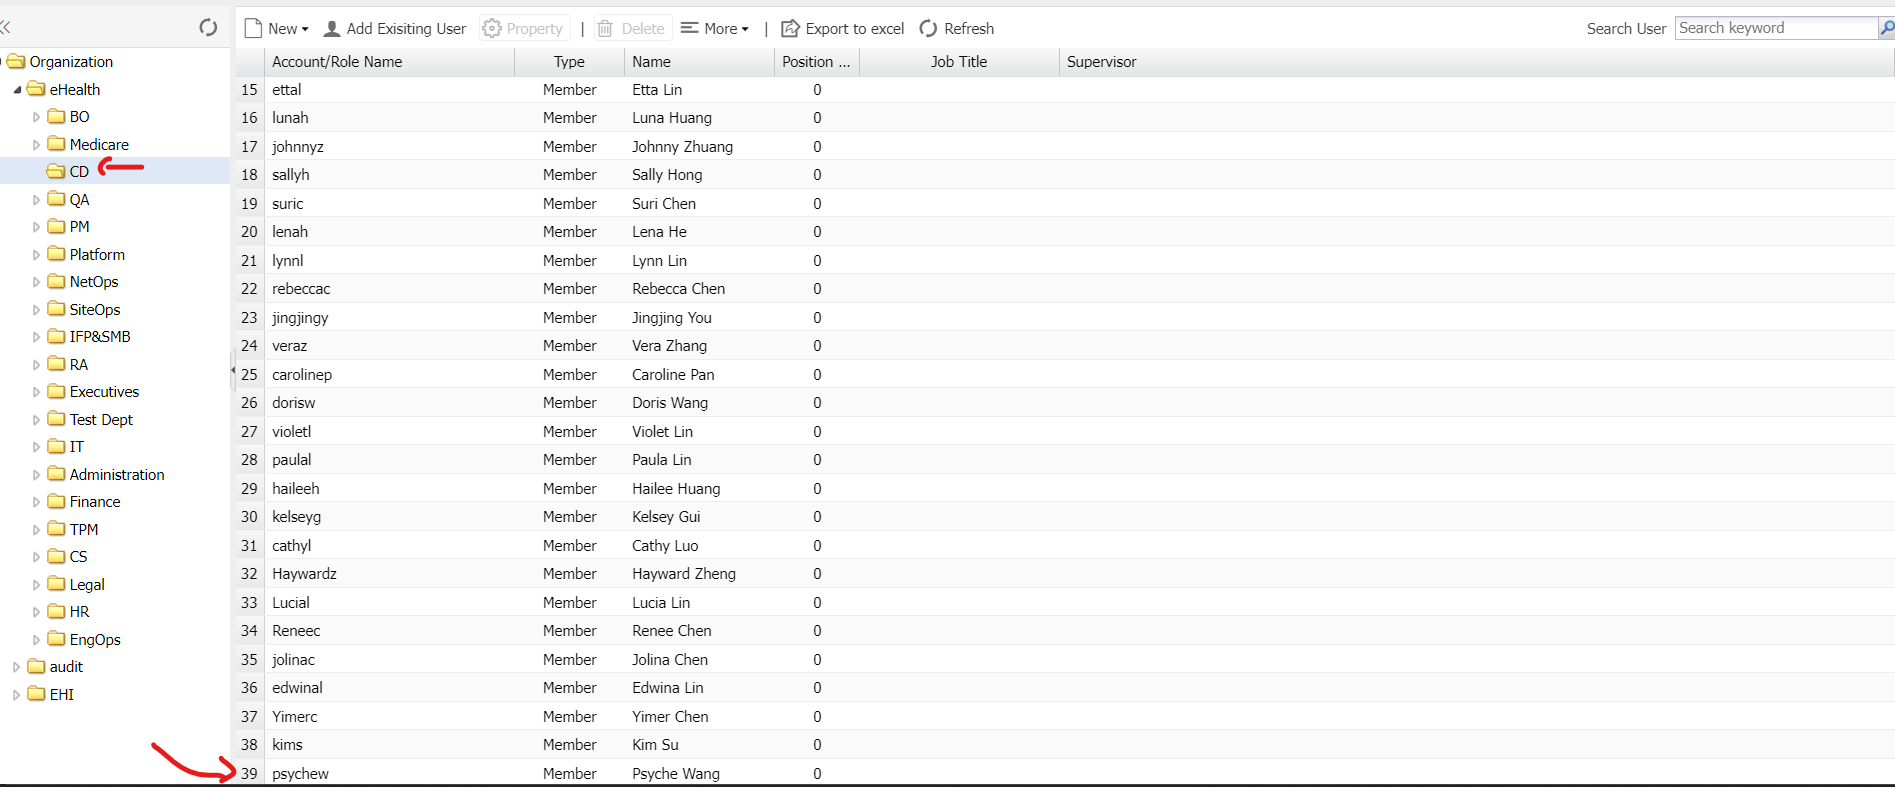 New Add Exisiting User Property | Delete More | Export to excel Refresh Search User Search keyword
Organization
eHealth
BO
Medicare
CD
QA
PM
Platform
NetOps
SiteOps
IFP&SMB
RA
Executives
Test Dept
IT
Administration
Finance
TPM
CS
Legal
HR
EngOps
audit
EHI
Account/Role Name Type Name Position ... Job Title Supervisor
15 ettal Member Etta Lin 0
16 lunah Member Luna Huang 0
17 johnnyz Member Johnny Zhuang 0
18 sallyh Member Sally Hong 0
19 suric Member Suri Chen 0
20 lenah Member Lena He 0
21 lynnl Member Lynn Lin 0
22 rebeccac Member Rebecca Chen 0
23 jingjingy Member Jingjing You 0
24 veraz Member Vera Zhang 0
25 carolinep Member Caroline Pan 0
26 dorisw Member Doris Wang 0
27 violetl Member Violet Lin 0
28 paulal Member Paula Lin 0
29 haileeh Member Hailee Huang 0
30 kelseyg Member Kelsey Gui 0
31 cathyl Member Cathy Luo 0
32 Haywardz Member Hayward Zheng 0
33 Lucial Member Lucia Lin 0
34 Reneec Member Renee Chen 0
35 jolinac Member Jolina Chen 0
36 edwinal Member Edwina Lin 0
37 Yimerc Member Yimer Chen 0
38 kims Member Kim Su 0
39 psychew Member Psyche Wang 0